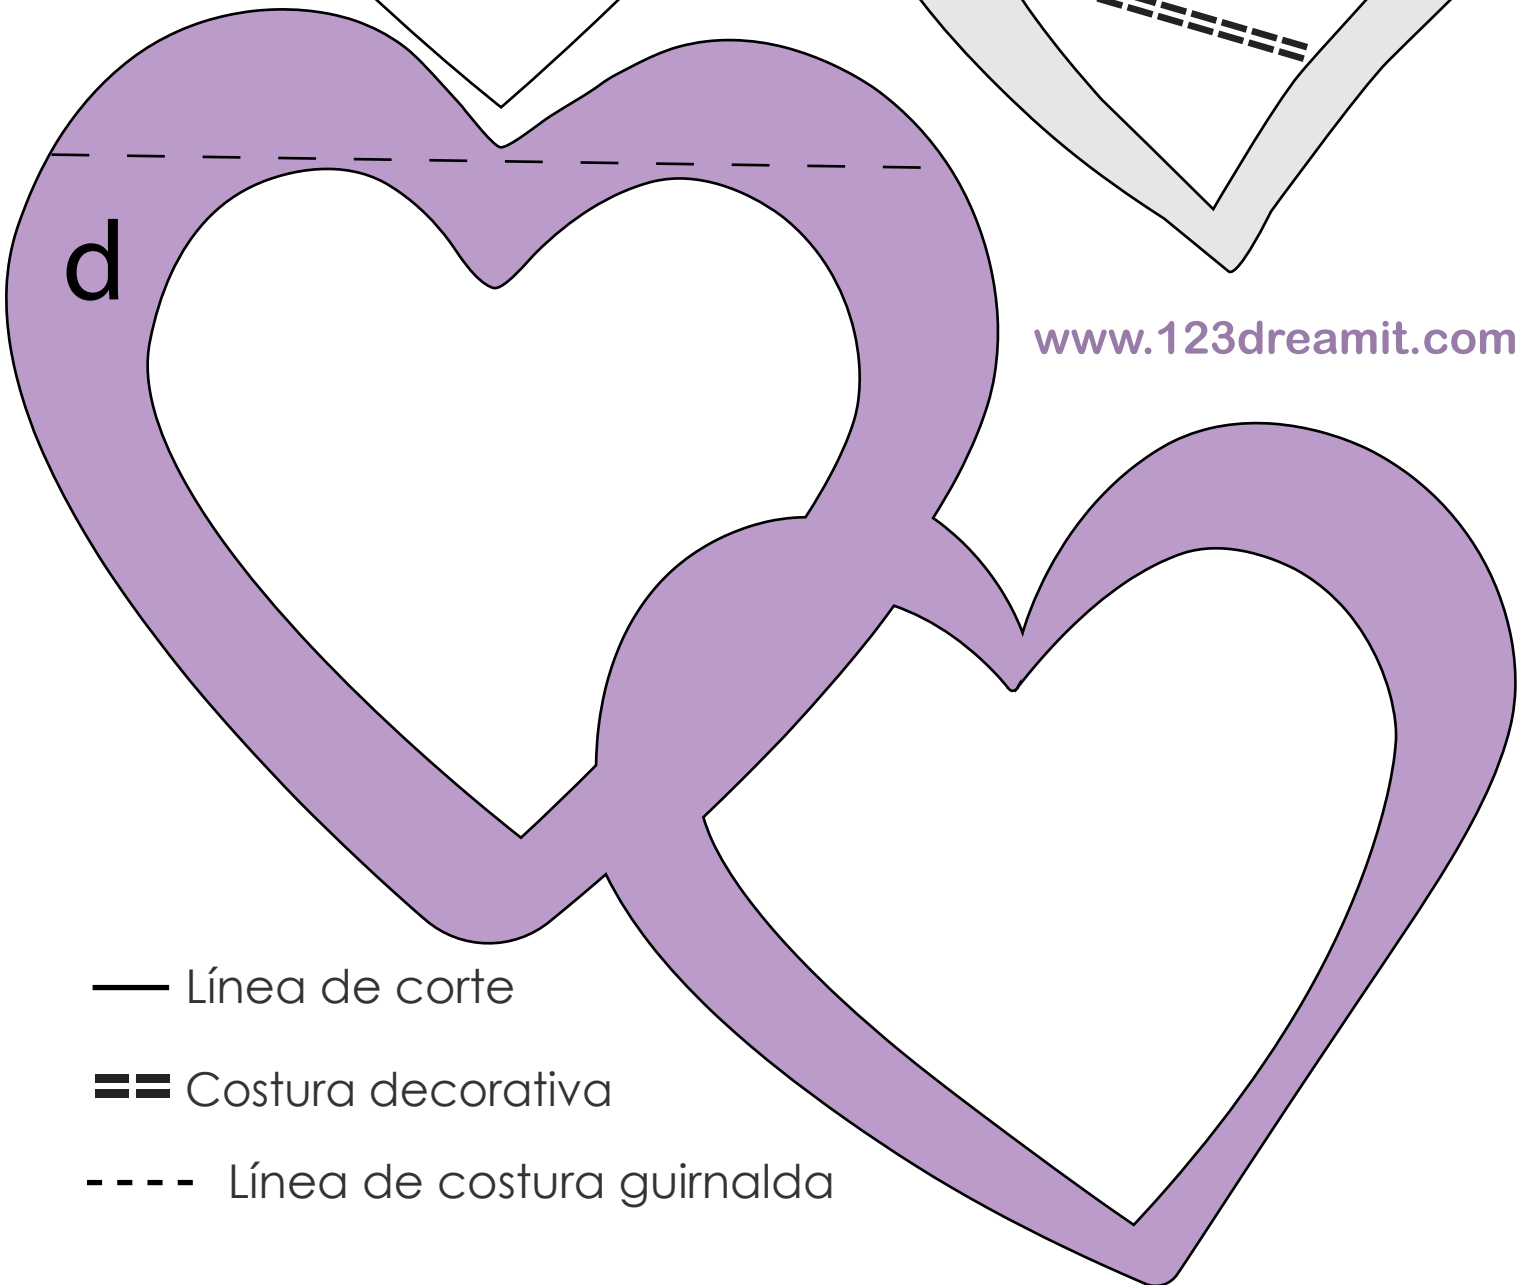 d
www.123dreamit.com
Línea de corte
Costura decorativa
Línea de costura guirnalda